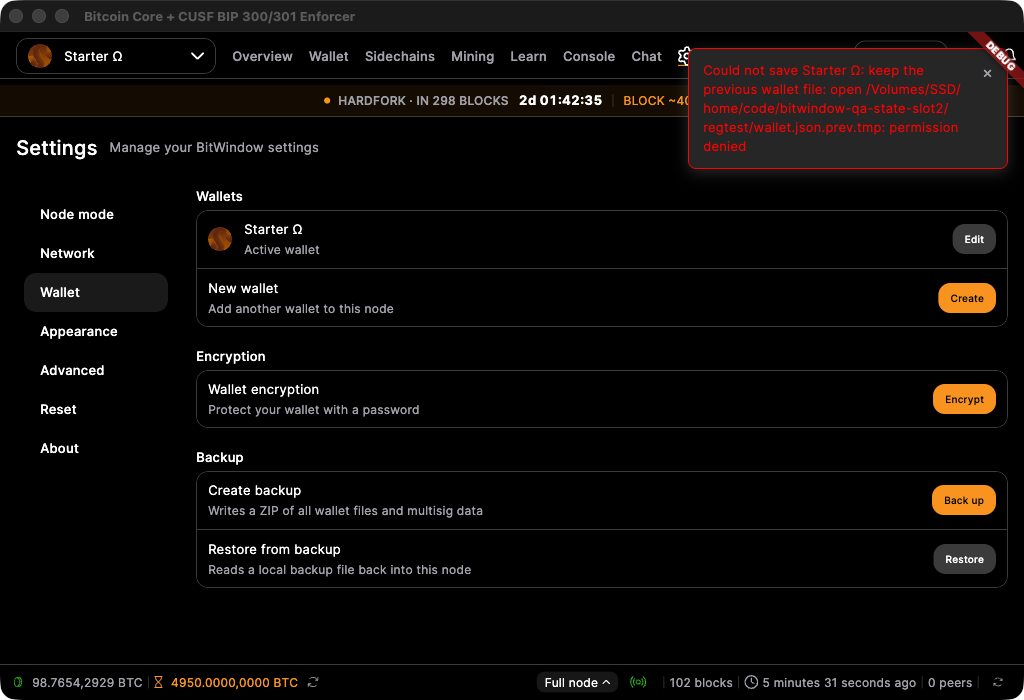 Bitcoin Core + CUSF BIP 300/301 Enforcer
Starter Ω
Overview
Wallet
Sidechains
Mining
Learn
Console
Chat
DEBUG
HARDFORK · IN 298 BLOCKS
2d 01:42:35
BLOCK ~40
Could not save Starter Ω: keep the
previous wallet file: open /Volumes/SSD/
home/code/bitwindow-qa-state-slot2/
regtest/wallet.json.prev.tmp: permission
denied
Settings
Manage your BitWindow settings
Node mode
Network
Wallet
Appearance
Advanced
Reset
About
Wallets
Starter Ω
Active wallet
Edit
New wallet
Add another wallet to this node
Create
Encryption
Wallet encryption
Protect your wallet with a password
Encrypt
Backup
Create backup
Writes a ZIP of all wallet files and multisig data
Back up
Restore from backup
Reads a local backup file back into this node
Restore
98.7654,2929 BTC
4950.0000,0000 BTC
Full node
102 blocks
5 minutes 31 seconds ago
0 peers